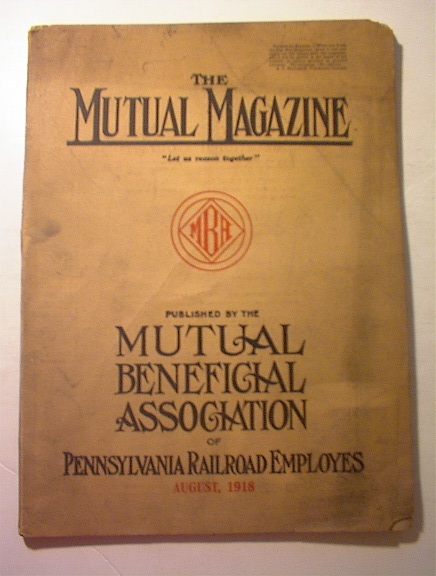 THE
MUTUAL MAGAZINE
"Let us reason together"
MBA
PUBLISHED BY THE
MUTUAL
BENEFICIAL
ASSOCIATION
OF
PENNSYLVANIA RAILROAD EMPLOYES
AUGUST, 1918